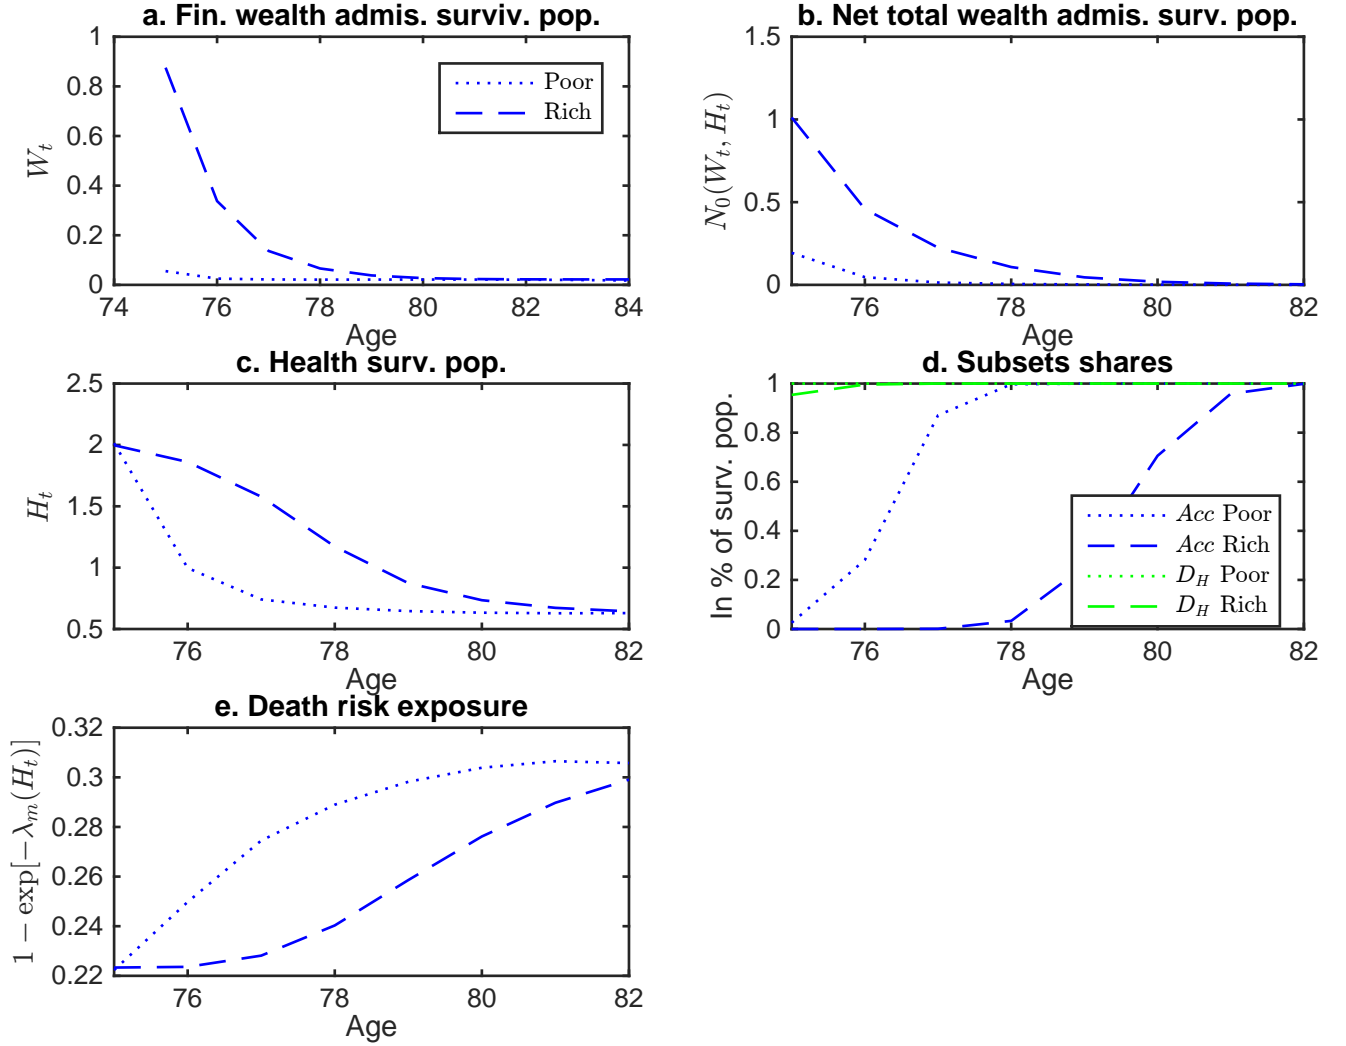 a. Fin. wealth admis. surviv. pop.
1
0.8
0.6
0.4
0.2
0
W_t
74 76 78 80 82 84
Age
Poor
Rich
b. Net total wealth admis. surv. pop.
1.5
1
0.5
0
N_0(W_t, H_t)
76 78 80 82
Age
c. Health surv. pop.
2.5
2
1.5
1
0.5
H_t
76 78 80 82
Age
d. Subsets shares
1
0.8
0.6
0.4
0.2
0
In % of surv. pop.
76 78 80 82
Age
Acc Poor
Acc Rich
D_H Poor
D_H Rich
e. Death risk exposure
0.32
0.3
0.28
0.26
0.24
0.22
1 − exp[−λ_m(H_t)]
76 78 80 82
Age